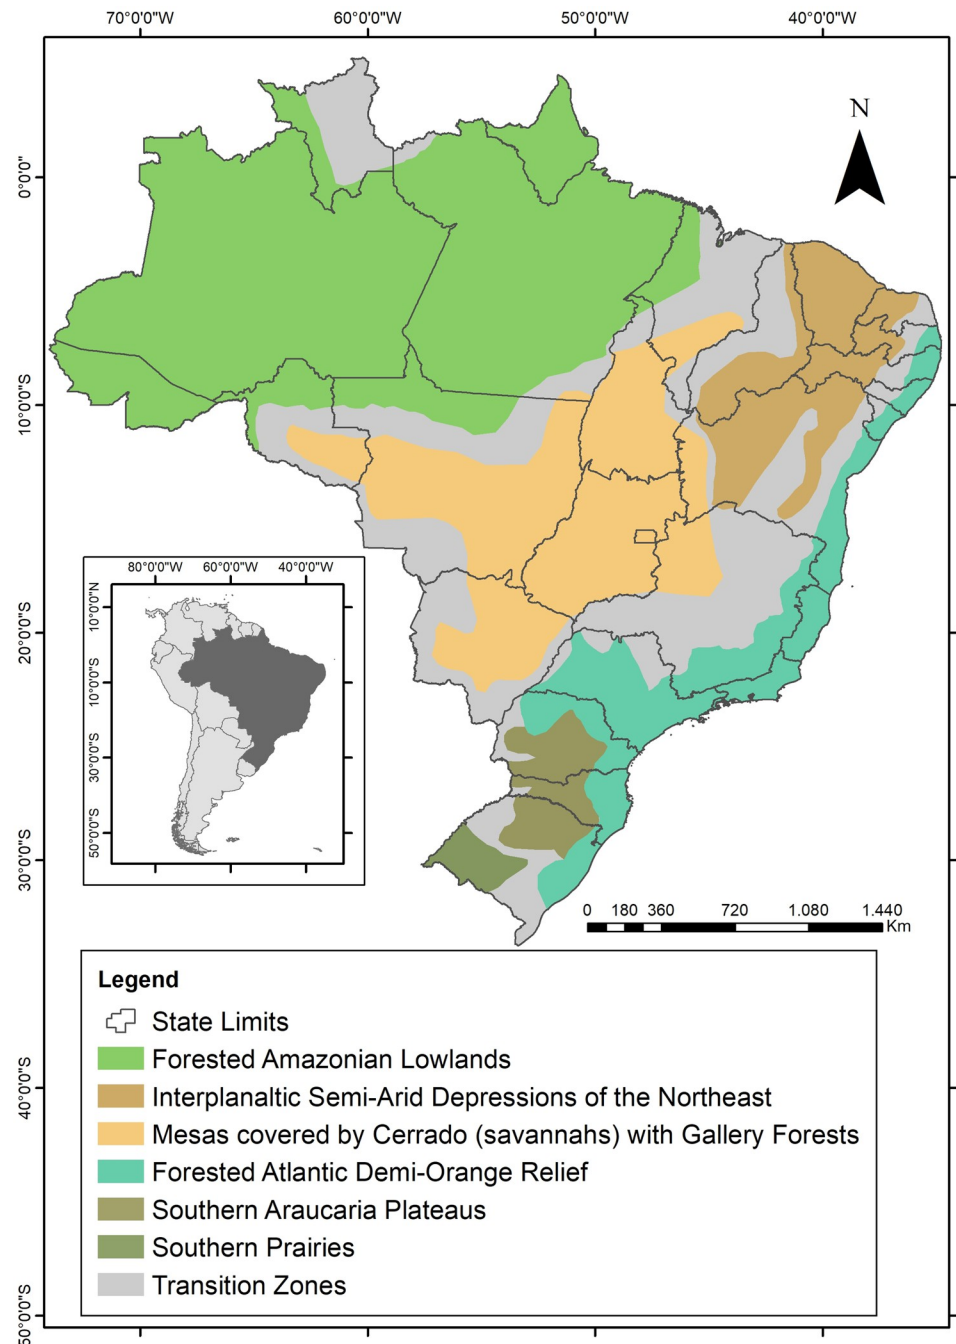 70°0'0"W 60°0'0"W 50°0'0"W 40°0'0"W
N
0°0'0"
10°0'0"S
20°0'0"S
30°0'0"S
40°0'0"S
50°0'0"S
80°0'0"W 60°0'0"W 40°0'0"W
10°0'0"N
10°0'0"S
30°0'0"S
50°0'0"S
0 180 360 720 1.080 1.440
Km
Legend
State Limits
Forested Amazonian Lowlands
Interplanaltic Semi-Arid Depressions of the Northeast
Mesas covered by Cerrado (savannahs) with Gallery Forests
Forested Atlantic Demi-Orange Relief
Southern Araucaria Plateaus
Southern Prairies
Transition Zones